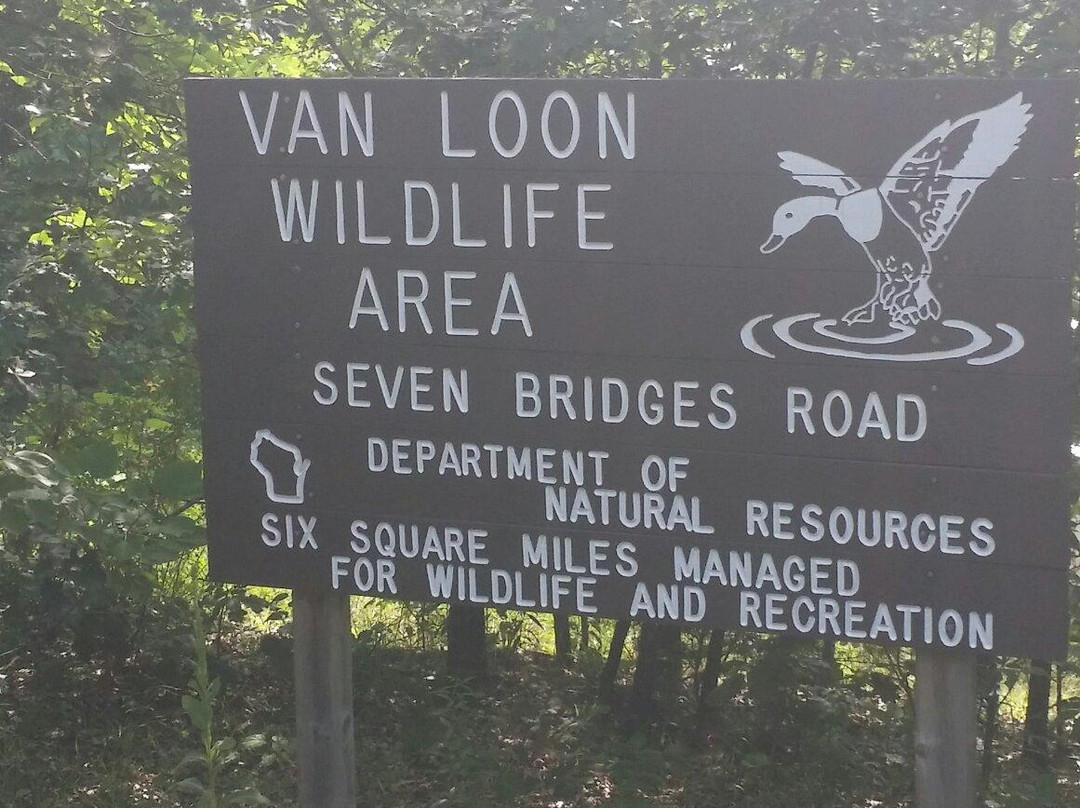 VAN LOON
WILDLIFE
AREA
SEVEN BRIDGES ROAD
DEPARTMENT OF
NATURAL RESOURCES
SIX SQUARE MILES MANAGED
FOR WILDLIFE AND RECREATION